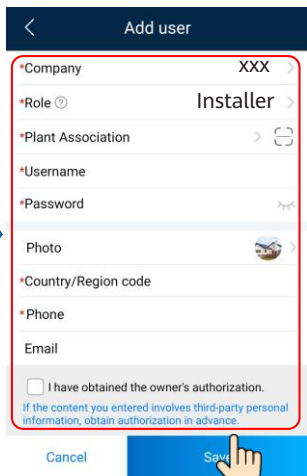 Add user
*Company xxx
*Role Installer
*Plant Association
*Username
*Password
Photo
*Country/Region code
*Phone
Email
I have obtained the owner's authorization.
If the content you entered involves third-party personal
information, obtain authorization in advance.
Cancel Save